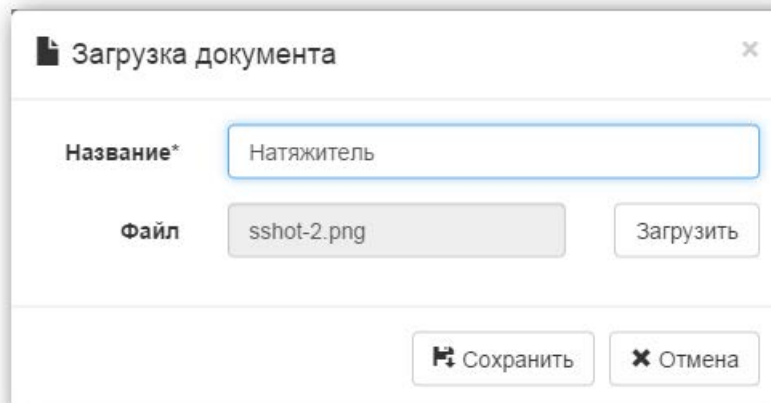 Загрузка документа ×
Название* Натяжитель
Файл sshot-2.png Загрузить
Сохранить Отмена